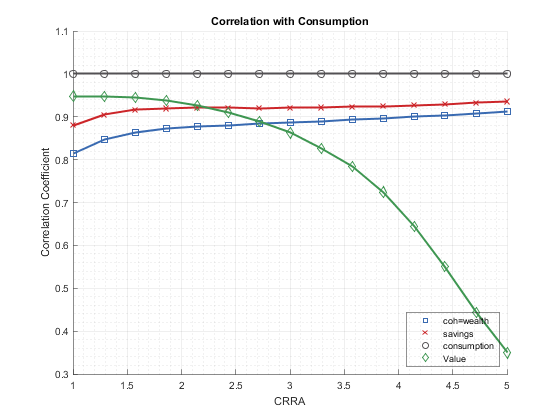 Correlation with Consumption
1.1
1
0.9
0.8
0.7
0.6
0.5
0.4
0.3
Correlation Coefficient
coh=wealth
savings
consumption
Value
1 1.5 2 2.5 3 3.5 4 4.5 5
CRRA